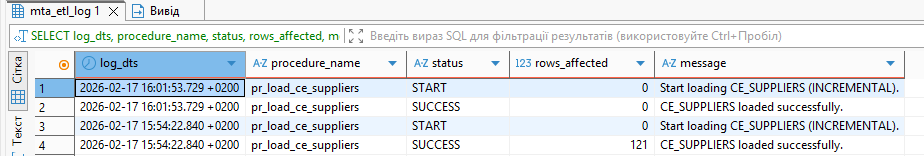 mta_etl_log 1 Вивід
SELECT log_dts, procedure_name, status, rows_affected, m Введіть вираз SQL для фільтрації результатів (використовуйте Ctrl+Пробіл)
Сітка
Текст
log_dts A-Z procedure_name A-Z status 123 rows_affected A-Z message
1 2026-02-17 16:01:53.729 +0200 pr_load_ce_suppliers START 0 Start loading CE_SUPPLIERS (INCREMENTAL).
2 2026-02-17 16:01:53.729 +0200 pr_load_ce_suppliers SUCCESS 0 CE_SUPPLIERS loaded successfully.
3 2026-02-17 15:54:22.840 +0200 pr_load_ce_suppliers START 0 Start loading CE_SUPPLIERS (INCREMENTAL).
4 2026-02-17 15:54:22.840 +0200 pr_load_ce_suppliers SUCCESS 121 CE_SUPPLIERS loaded successfully.